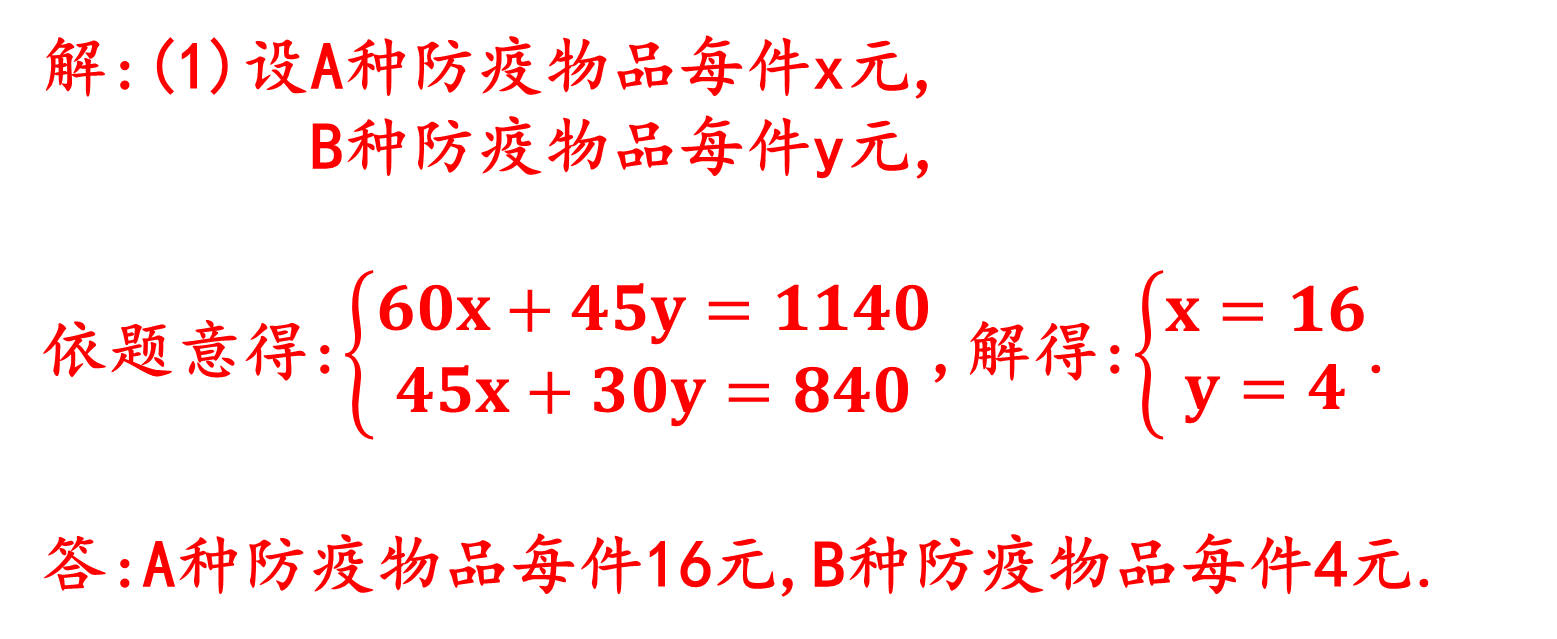 解:(1)设A种防疫物品每件x元,
B种防疫物品每件y元,
依题意得:{60x+45y=1140
45x+30y=840,解得:{x=16
y=4.
答:A种防疫物品每件16元,B种防疫物品每件4元.